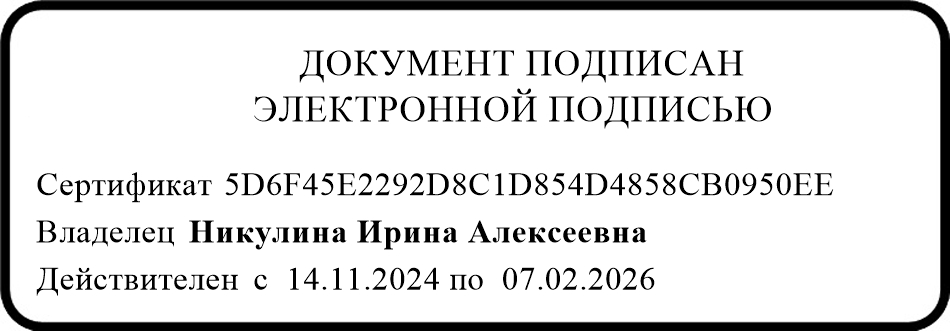 ДОКУМЕНТ ПОДПИСАН
ЭЛЕКТРОННОЙ ПОДПИСЬЮ
Сертификат 5D6F45E2292D8C1D854D4858CB0950EE
Владелец Никулина Ирина Алексеевна
Действителен с 14.11.2024 по 07.02.2026